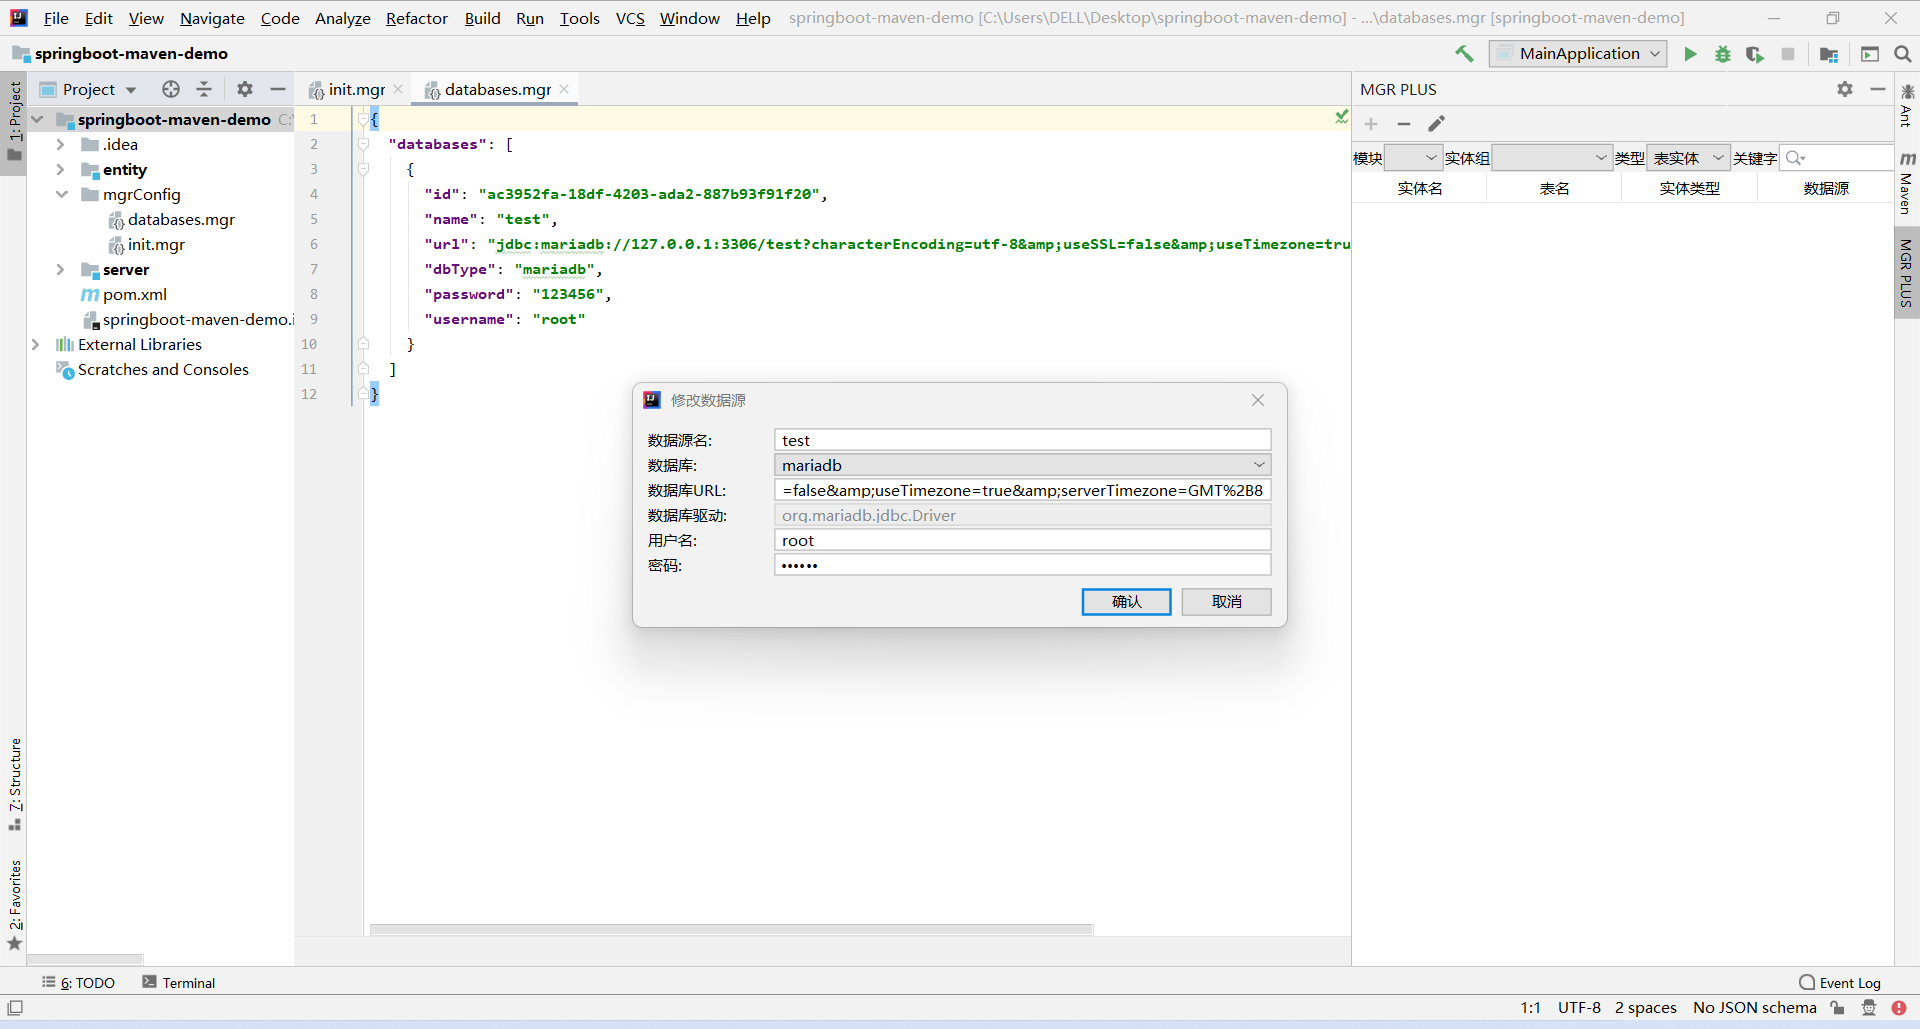 File Edit View Navigate Code Analyze Refactor Build Run Tools VCS Window Help springboot-maven-demo [C:\Users\DELL\Desktop\springboot-maven-demo] - ...\databases.mgr [springboot-maven-demo]
springboot-maven-demo
MainApplication
1: Project
7: Structure
2: Favorites
Project
springboot-maven-demo C:\
.idea
entity
mgrConfig
databases.mgr
init.mgr
server
pom.xml
springboot-maven-demo.i
External Libraries
Scratches and Consoles
init.mgr databases.mgr
1 {
2 "databases": [
3 {
4 "id": "ac3952fa-18df-4203-ada2-887b93f91f20",
5 "name": "test",
6 "url": "jdbc:mariadb://127.0.0.1:3306/test?characterEncoding=utf-8&amp;useSSL=false&amp;useTimezone=tru
7 "dbType": "mariadb",
8 "password": "123456",
9 "username": "root"
10 }
11 ]
12 }
修改数据源
数据源名: test
数据库: mariadb
数据库URL: =false&amp;useTimezone=true&amp;serverTimezone=GMT%2B8
数据库驱动: org.mariadb.jdbc.Driver
用户名: root
密码: ••••••
确认 取消
MGR PLUS
模块 实体组 类型 表实体 关键字
实体名 表名 实体类型 数据源
Ant
Maven
MGR PLUS
6: TODO Terminal Event Log
1:1 UTF-8 2 spaces No JSON schema